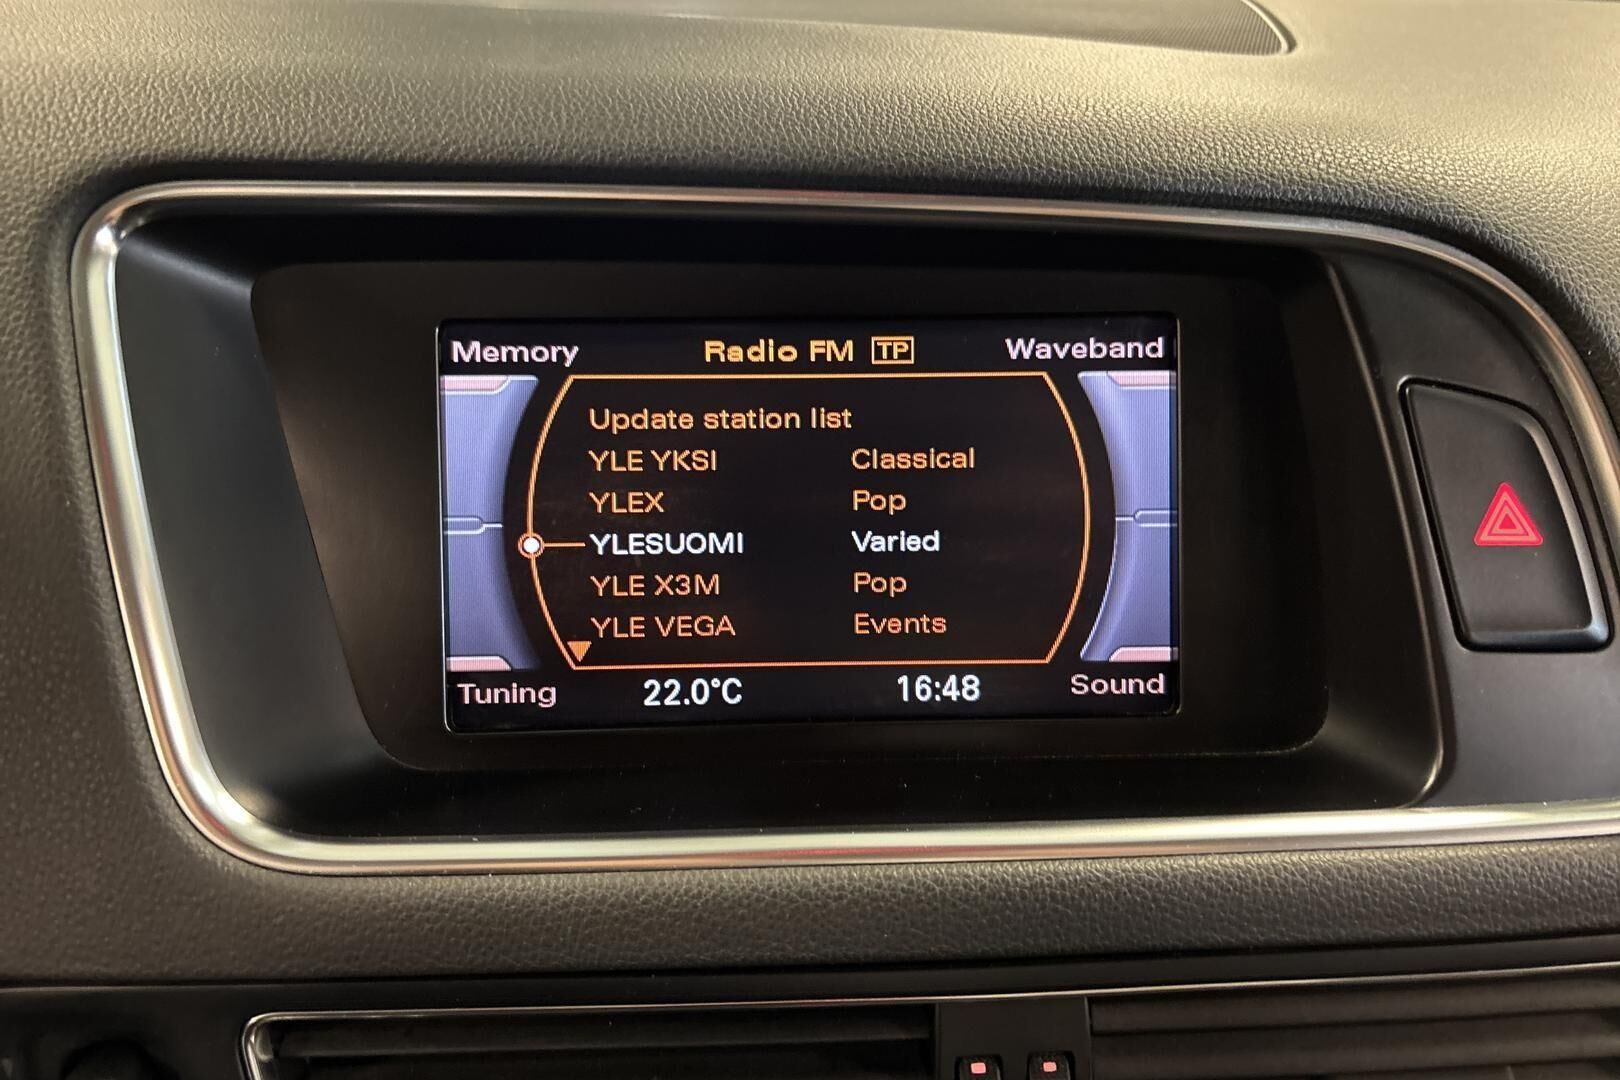 Memory Radio FM TP Waveband
Update station list
YLE YKSI Classical
YLEX Pop
YLESUOMI Varied
YLE X3M Pop
YLE VEGA Events
Tuning 22.0°C 16:48 Sound